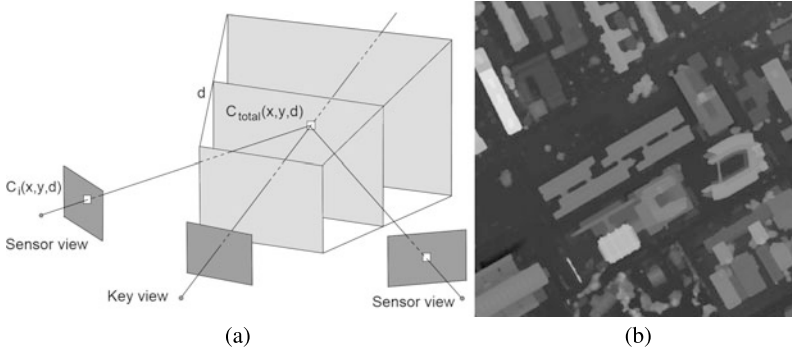 d
C_total(x,y,d)
C_i(x,y,d)
Sensor view
Key view
Sensor view
(a)
(b)